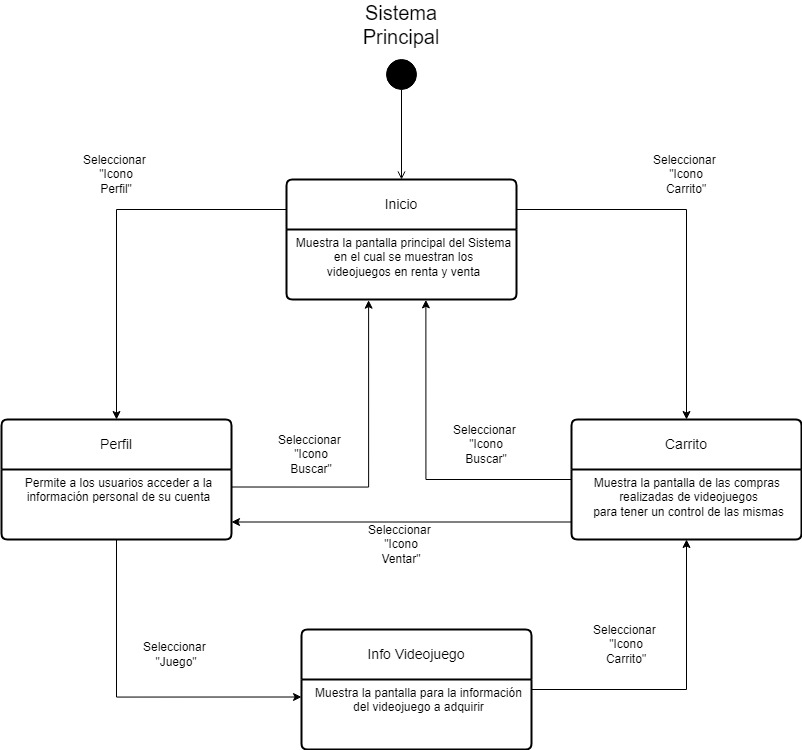 Sistema
Principal
Seleccionar
"Icono
Perfil"
Seleccionar
"Icono
Carrito"
Inicio
Muestra la pantalla principal del Sistema
en el cual se muestran los
videojuegos en renta y venta
Perfil
Permite a los usuarios acceder a la
información personal de su cuenta
Seleccionar
"Icono
Buscar"
Seleccionar
"Icono
Buscar"
Carrito
Muestra la pantalla de las compras
realizadas de videojuegos
para tener un control de las mismas
Seleccionar
"Icono
Ventar"
Seleccionar
"Juego"
Info Videojuego
Muestra la pantalla para la información
del videojuego a adquirir
Seleccionar
"Icono
Carrito"